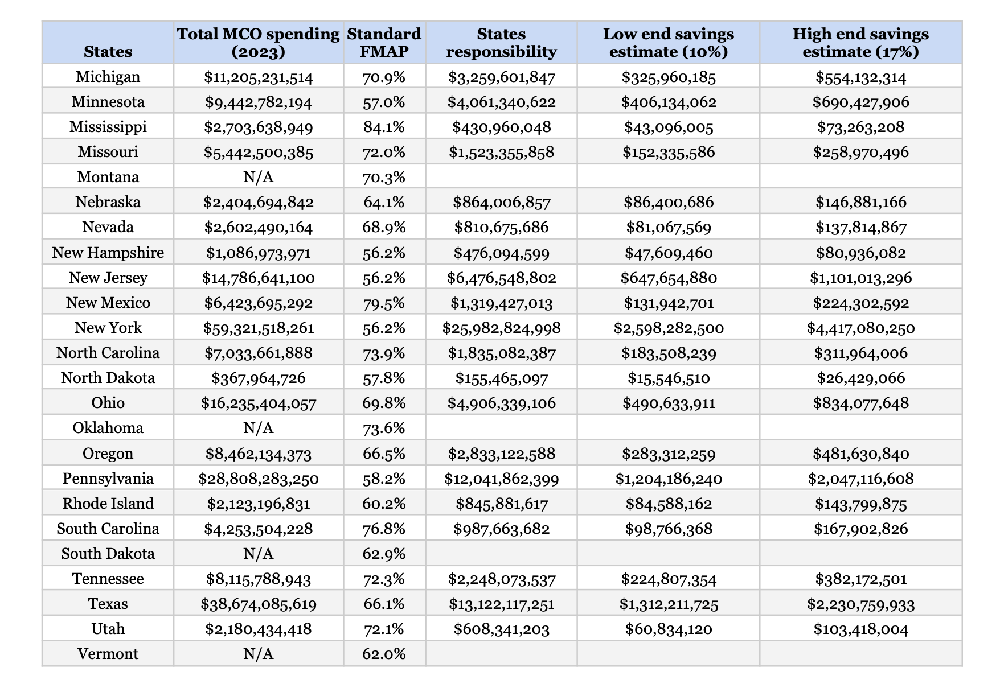 States Total MCO spending (2023) Standard FMAP States responsibility Low end savings estimate (10%) High end savings estimate (17%)
Michigan $11,205,231,514 70.9% $3,259,601,847 $325,960,185 $554,132,314
Minnesota $9,442,782,194 57.0% $4,061,340,622 $406,134,062 $690,427,906
Mississippi $2,703,638,949 84.1% $430,960,048 $43,096,005 $73,263,208
Missouri $5,442,500,385 72.0% $1,523,355,858 $152,335,586 $258,970,496
Montana N/A 70.3%
Nebraska $2,404,694,842 64.1% $864,006,857 $86,400,686 $146,881,166
Nevada $2,602,490,164 68.9% $810,675,686 $81,067,569 $137,814,867
New Hampshire $1,086,973,971 56.2% $476,094,599 $47,609,460 $80,936,082
New Jersey $14,786,641,100 56.2% $6,476,548,802 $647,654,880 $1,101,013,296
New Mexico $6,423,695,292 79.5% $1,319,427,013 $131,942,701 $224,302,592
New York $59,321,518,261 56.2% $25,982,824,998 $2,598,282,500 $4,417,080,250
North Carolina $7,033,661,888 73.9% $1,835,082,387 $183,508,239 $311,964,006
North Dakota $367,964,726 57.8% $155,465,097 $15,546,510 $26,429,066
Ohio $16,235,404,057 69.8% $4,906,339,106 $490,633,911 $834,077,648
Oklahoma N/A 73.6%
Oregon $8,462,134,373 66.5% $2,833,122,588 $283,312,259 $481,630,840
Pennsylvania $28,808,283,250 58.2% $12,041,862,399 $1,204,186,240 $2,047,116,608
Rhode Island $2,123,196,831 60.2% $845,881,617 $84,588,162 $143,799,875
South Carolina $4,253,504,228 76.8% $987,663,682 $98,766,368 $167,902,826
South Dakota N/A 62.9%
Tennessee $8,115,788,943 72.3% $2,248,073,537 $224,807,354 $382,172,501
Texas $38,674,085,619 66.1% $13,122,117,251 $1,312,211,725 $2,230,759,933
Utah $2,180,434,418 72.1% $608,341,203 $60,834,120 $103,418,004
Vermont N/A 62.0%